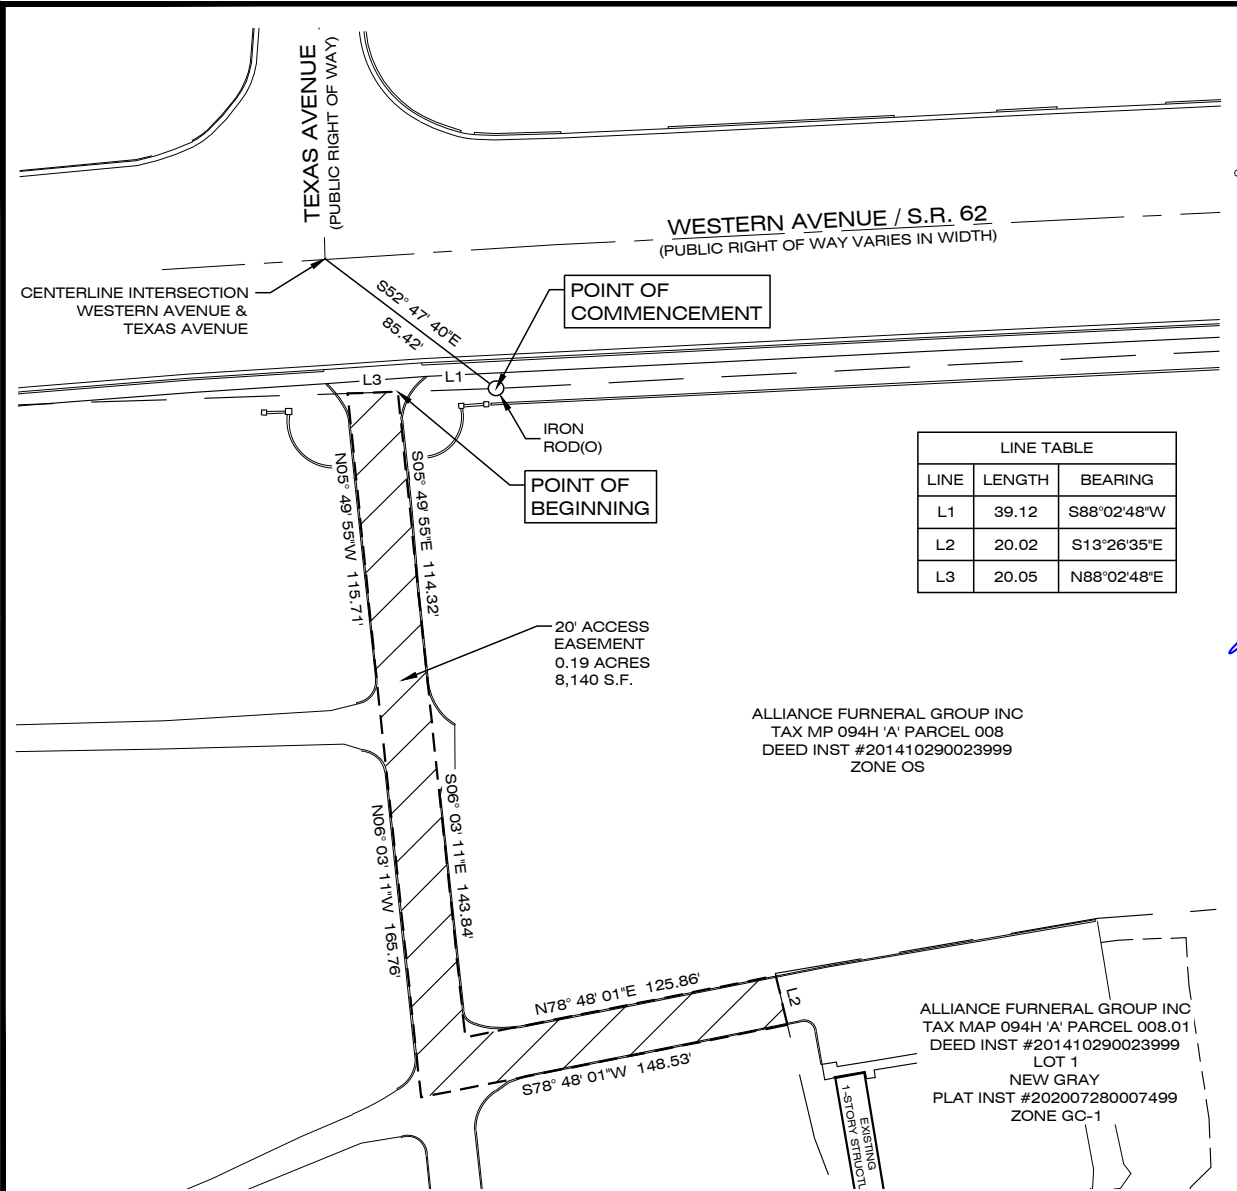 TEXAS AVENUE
(PUBLIC RIGHT OF WAY)
WESTERN AVENUE / S.R. 62
(PUBLIC RIGHT OF WAY VARIES IN WIDTH)
CENTERLINE INTERSECTION
WESTERN AVENUE &
TEXAS AVENUE
S52° 47' 40"E
85.42'
POINT OF
COMMENCEMENT
L3
L1
IRON
ROD(O)
POINT OF
BEGINNING
LINE TABLE
LINE LENGTH BEARING
L1 39.12 S88°02'48"W
L2 20.02 S13°26'35"E
L3 20.05 N88°02'48"E
N05° 49' 55"W 115.71'
S05° 49' 55"E 114.32'
20' ACCESS
EASEMENT
0.19 ACRES
8,140 S.F.
ALLIANCE FURNERAL GROUP INC
TAX MP 094H 'A' PARCEL 008
DEED INST #201410290023999
ZONE OS
N06° 03' 11"W 165.76'
S06° 03' 11"E 143.84'
N78° 48' 01"E 125.86'
L2
S78° 48' 01"W 148.53'
ALLIANCE FURNERAL GROUP INC
TAX MAP 094H 'A' PARCEL 008.01
DEED INST #201410290023999
LOT 1
NEW GRAY
PLAT INST #202007280007499
ZONE GC-1
EXISTING
1-STORY STRUCTU